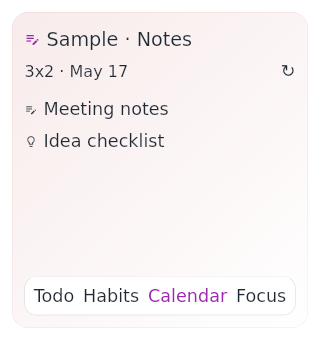 Sample · Notes
3x2 · May 17 ↻
Meeting notes
Idea checklist
Todo Habits Calendar Focus